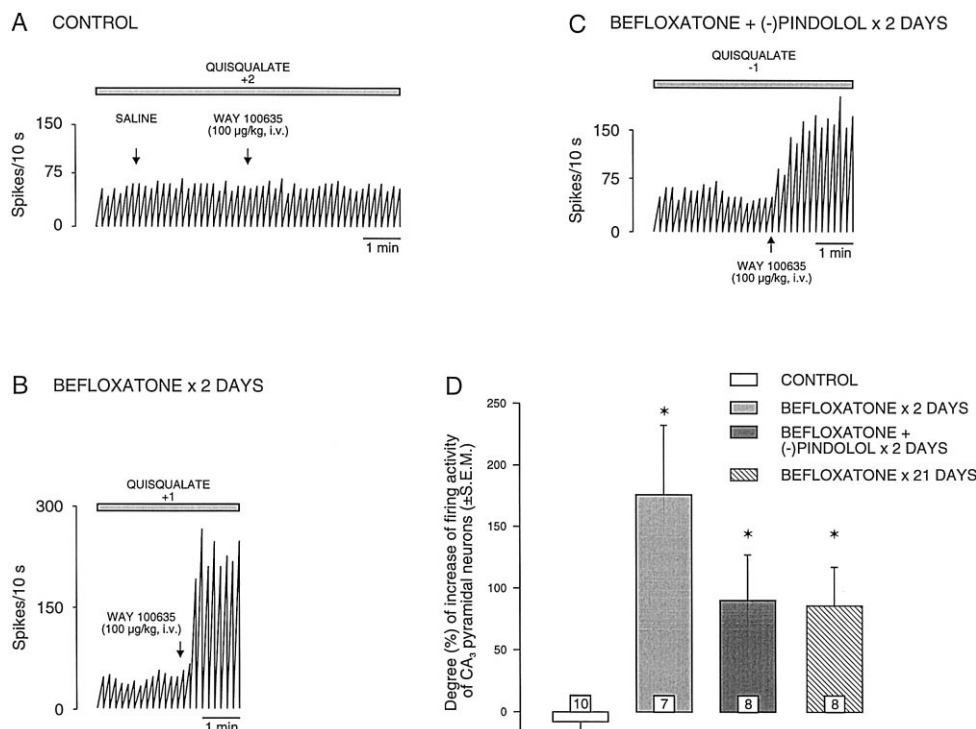 A CONTROL
QUISQUALATE
+2
SALINE
WAY 100635
(100 µg/kg, i.v.)
150
75
0
Spikes/10 s
1 min
C BEFLOXATONE + (-)PINDOLOL x 2 DAYS
QUISQUALATE
-1
150
75
0
Spikes/10 s
1 min
WAY 100635
(100 µg/kg, i.v.)
B BEFLOXATONE x 2 DAYS
QUISQUALATE
+1
300
150
0
Spikes/10 s
WAY 100635
(100 µg/kg, i.v.)
1 min
D
CONTROL
BEFLOXATONE x 2 DAYS
BEFLOXATONE +
(-)PINDOLOL x 2 DAYS
BEFLOXATONE x 21 DAYS
Degree (%) of increase of firing activity
of CA3 pyramidal neurons (±S.E.M.)
250
200
150
100
50
0
* * *
10 7 8 8